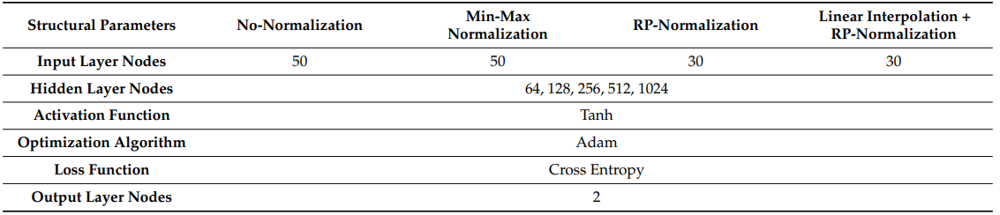 Structural Parameters No-Normalization Min-Max Normalization RP-Normalization Linear Interpolation + RP-Normalization
Input Layer Nodes 50 50 30 30
Hidden Layer Nodes 64, 128, 256, 512, 1024
Activation Function Tanh
Optimization Algorithm Adam
Loss Function Cross Entropy
Output Layer Nodes 2